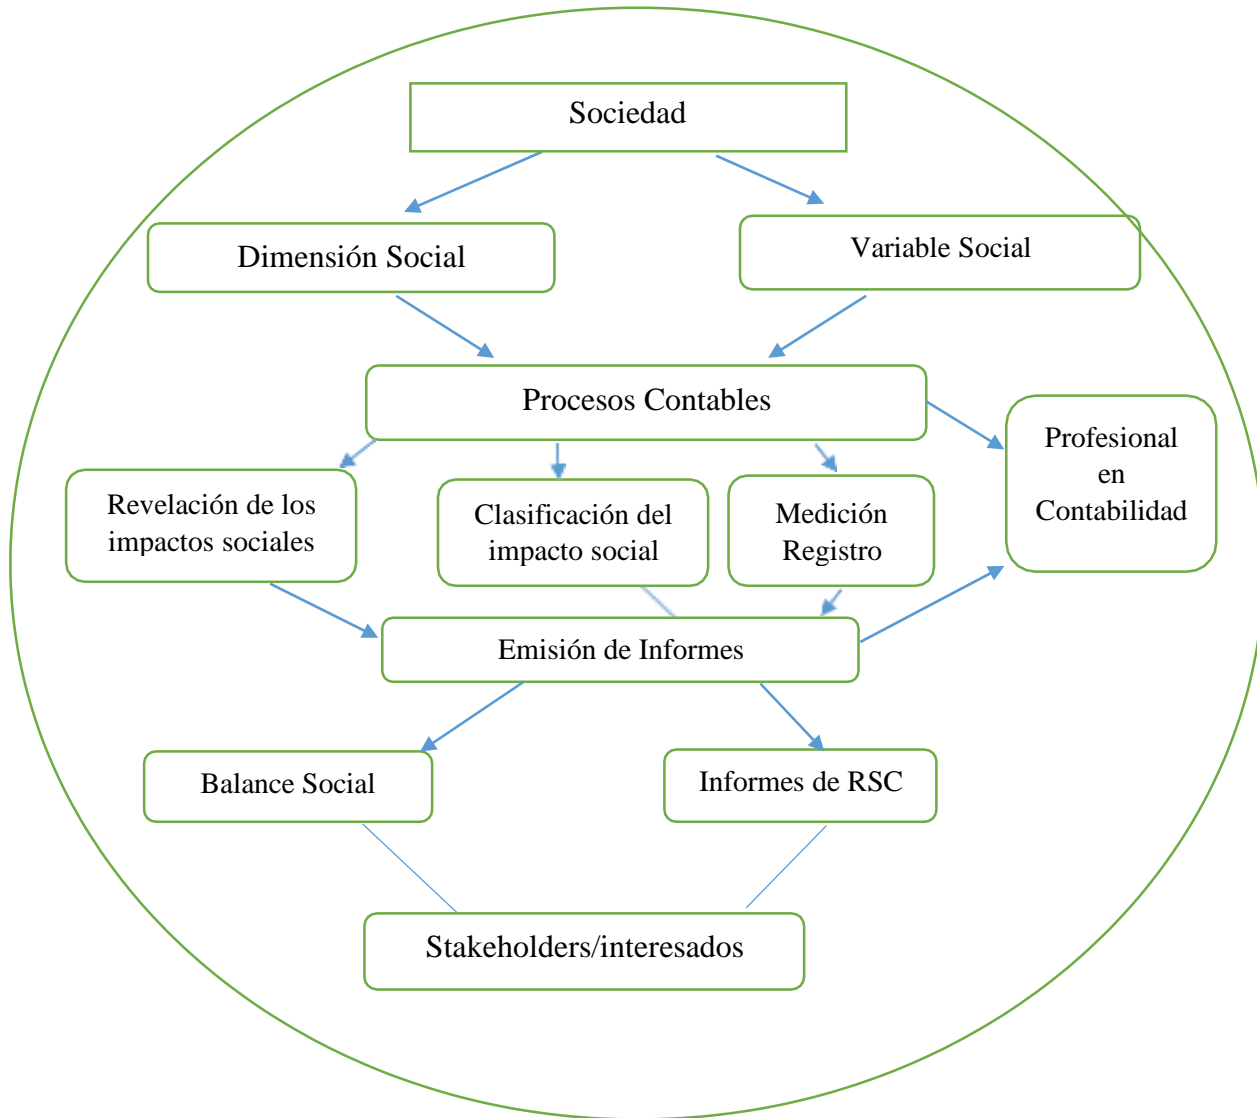 Sociedad
Dimensión Social
Variable Social
Procesos Contables
Profesional
en
Contabilidad
Revelación de los
impactos sociales
Clasificación del
impacto social
Medición
Registro
Emisión de Informes
Balance Social
Informes de RSC
Stakeholders/interesados